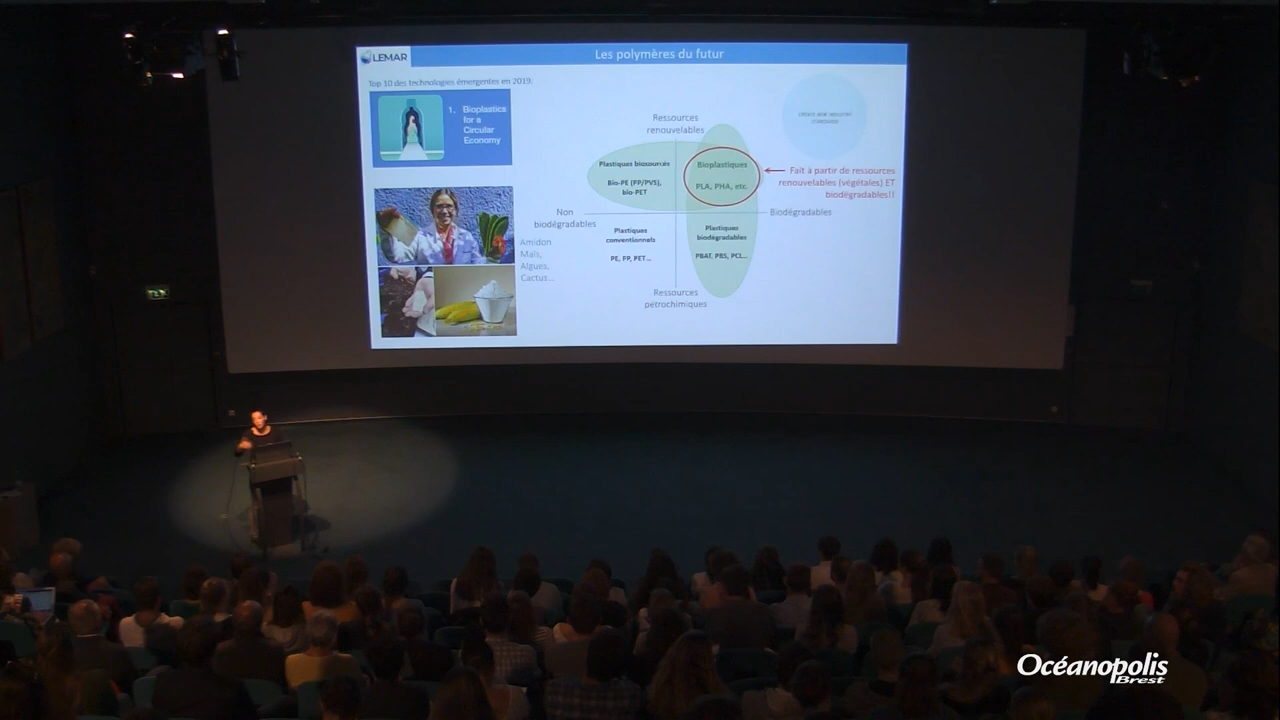 LEMAR
Les polymères du futur
Top 10 des technologies émergentes en 2019.
1. Bioplastics
for a
Circular
Economy
Ressources
renouvelables
Plastiques biosourcés
Bio-PE (PP/PVS),
bio-PET
Bioplastiques
PLA, PHA, etc.
Fait à partir de ressources
renouvelables (végétales) ET
biodégradables!!
Non
biodégradables
Biodégradables
Plastiques
conventionnels
PE, PP, PET...
Plastiques
biodégradables
PBAT, PBS, PCL...
Amidon
Maïs,
Algues,
Cactus...
Ressources
pétrochimiques
Océanopolis
Brest